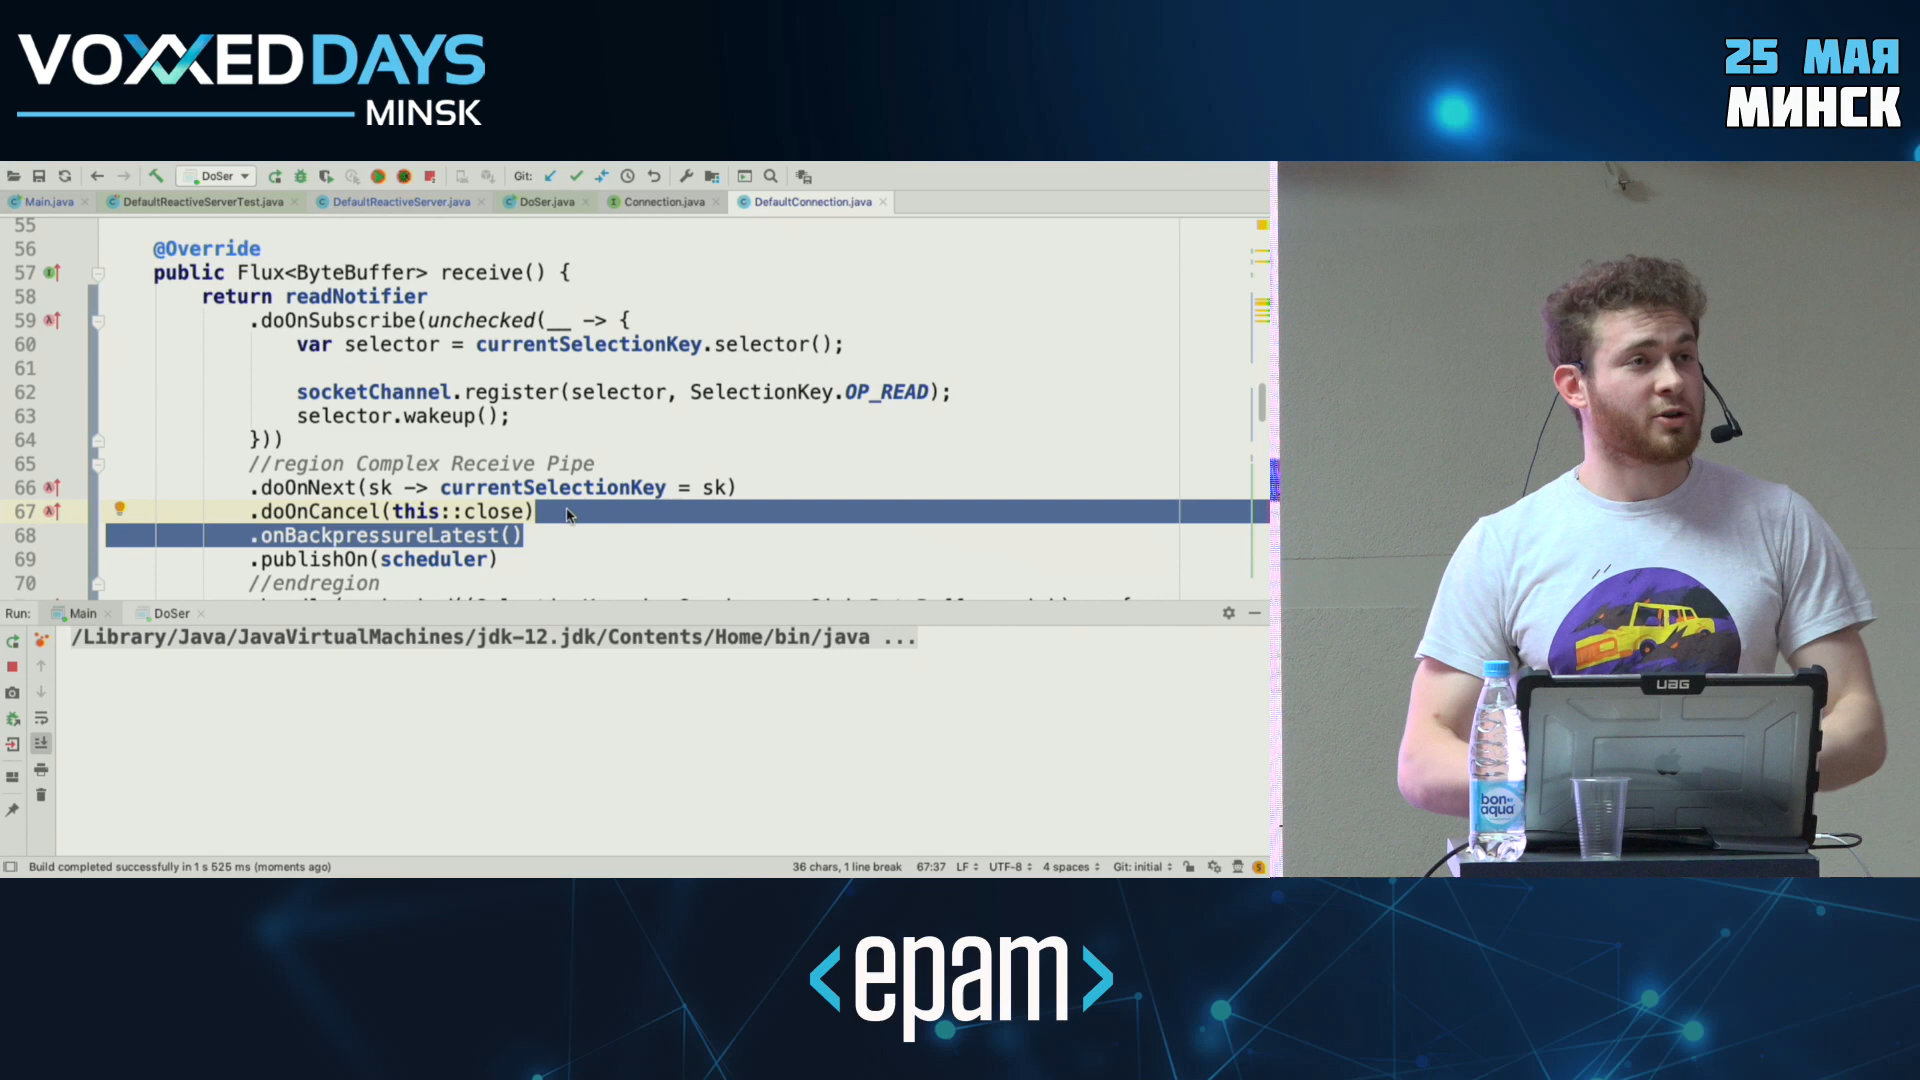 VOXXEDDAYS
MINSK
25 МАЯ
МИНСК
DoSer
Git:
Main.java
DefaultReactiveServerTest.java
DefaultReactiveServer.java
DoSer.java
Connection.java
DefaultConnection.java
55
56 @Override
57 public Flux<ByteBuffer> receive() {
58 return readNotifier
59 .doOnSubscribe(unchecked(__ -> {
60 var selector = currentSelectionKey.selector();
61
62 socketChannel.register(selector, SelectionKey.OP_READ);
63 selector.wakeup();
64 }))
65 //region Complex Receive Pipe
66 .doOnNext(sk -> currentSelectionKey = sk)
67 .doOnCancel(this::close)
68 .onBackpressureLatest()
69 .publishOn(scheduler)
70 //endregion
Run: Main DoSer
/Library/Java/JavaVirtualMachines/jdk-12.jdk/Contents/Home/bin/java ...
Build completed successfully in 1 s 525 ms (moments ago)
36 chars, 1 line break 67:37 LF UTF-8 4 spaces Git: initial
UAG
bon
aqua
<epam>